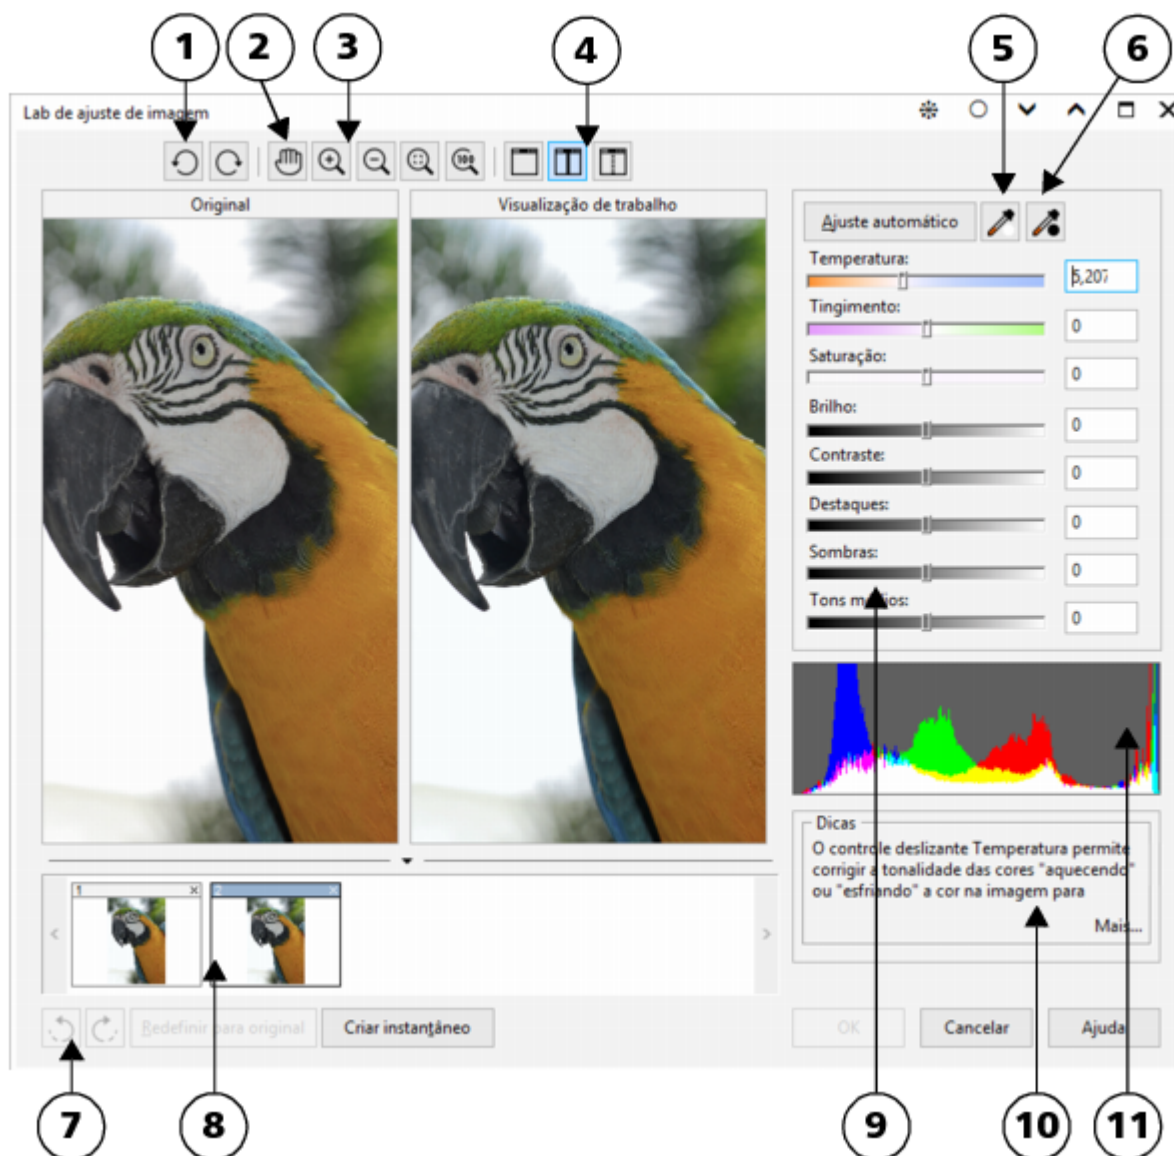 1 2 3 4 5 6
Lab de ajuste de imagem
100
Original
Visualização de trabalho
Ajuste automático
Temperatura:
5,207
Tingimento:
0
Saturação:
0
Brilho:
0
Contraste:
0
Destaques:
0
Sombras:
0
Tons médios:
0
Dicas
O controle deslizante Temperatura permite
corrigir a tonalidade das cores "aquecendo"
ou "esfriando" a cor na imagem para
Mais...
1
2
Redefinir para original
Criar instantâneo
OK
Cancelar
Ajuda
7 8 9 10 11